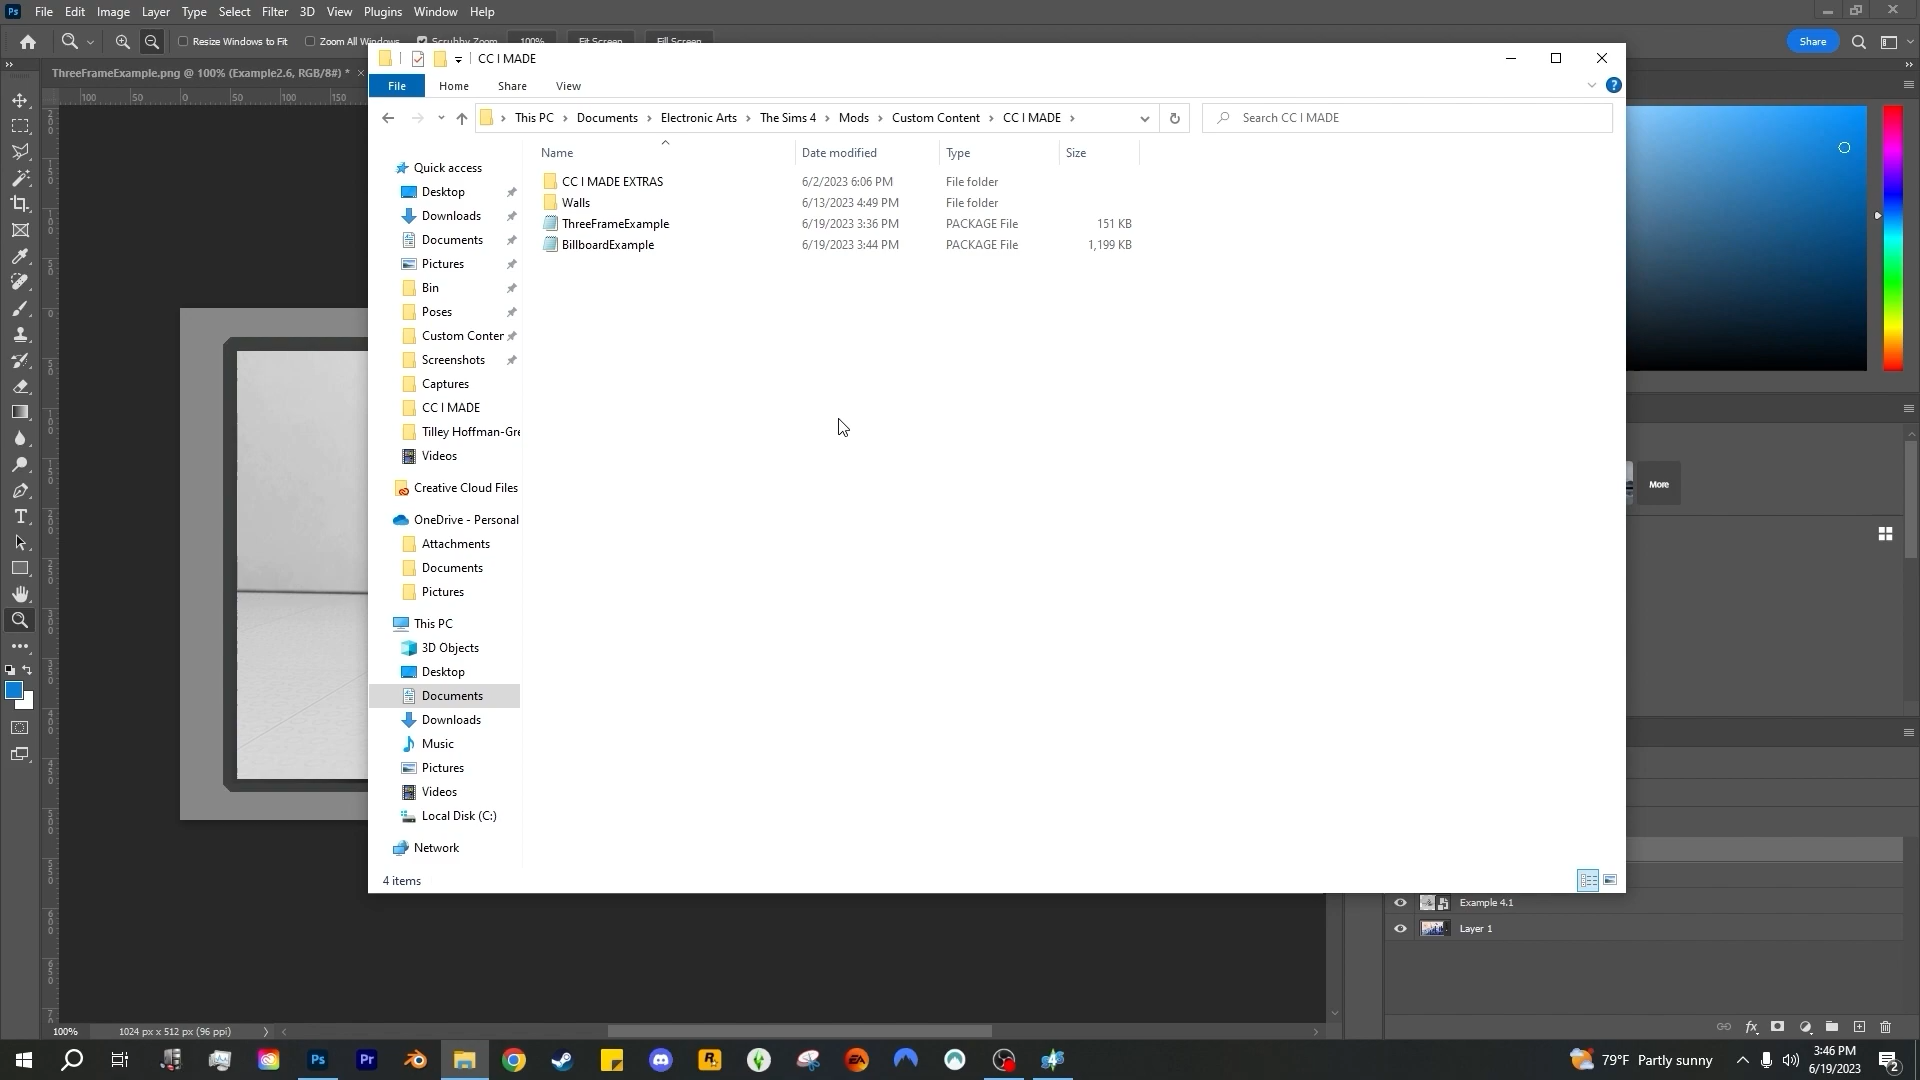 File Edit Image Layer Type Select Filter 3D View Plugins Window Help
Resize Windows to Fit Zoom All Windows Scrubby Zoom 100% Fit Screen Fill Screen Share
ThreeFrameExample.png @ 100% (Example2.6, RGB/8#) *
100 50 0 50 100 150
CC I MADE
File Home Share View
This PC Documents Electronic Arts The Sims 4 Mods Custom Content CC I MADE
Search CC I MADE
Name Date modified Type Size
CC I MADE EXTRAS 6/2/2023 6:06 PM File folder
Walls 6/13/2023 4:49 PM File folder
ThreeFrameExample 6/19/2023 3:36 PM PACKAGE File 151 KB
BillboardExample 6/19/2023 3:44 PM PACKAGE File 1,199 KB
Quick access
Desktop
Downloads
Documents
Pictures
Bin
Poses
Custom Conter
Screenshots
Captures
CC I MADE
Tilley Hoffman-Gre
Videos
Creative Cloud Files
OneDrive - Personal
Attachments
Documents
Pictures
This PC
3D Objects
Desktop
Documents
Downloads
Music
Pictures
Videos
Local Disk (C:)
Network
4 items
More
Example 4.1
Layer 1
100% 1024 px x 512 px (96 ppi)
79°F Partly sunny
3:46 PM
6/19/2023
2